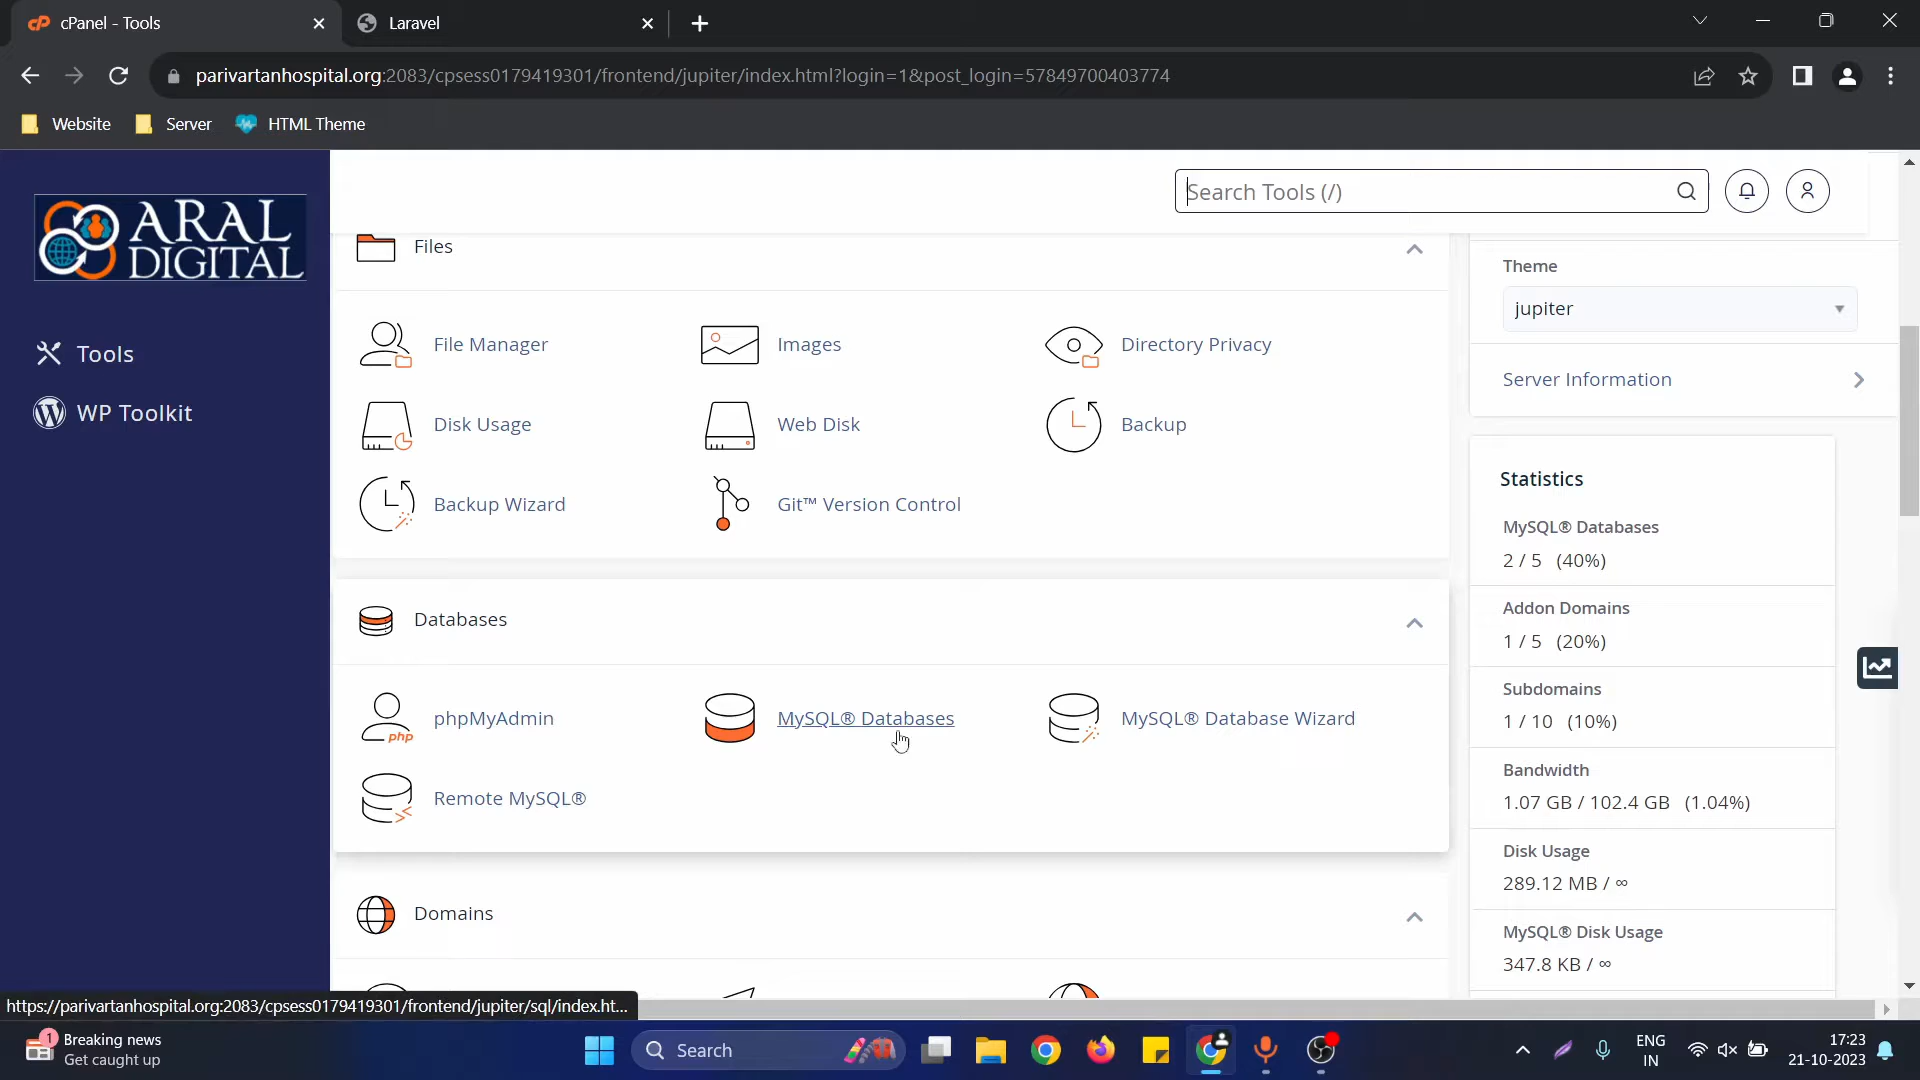 cPanel - Tools
Laravel
parivartanhospital.org:2083/cpsess0179419301/frontend/jupiter/index.html?login=1&post_login=57849700403774
Website
Server
HTML Theme
ARAL
DIGITAL
Tools
WP Toolkit
Search Tools (/)
Files
File Manager
Images
Directory Privacy
Disk Usage
Web Disk
Backup
Backup Wizard
Git™ Version Control
Databases
phpMyAdmin
php
MySQL® Databases
MySQL® Database Wizard
Remote MySQL®
Domains
Theme
jupiter
Server Information
Statistics
MySQL® Databases
2 / 5 (40%)
Addon Domains
1 / 5 (20%)
Subdomains
1 / 10 (10%)
Bandwidth
1.07 GB / 102.4 GB (1.04%)
Disk Usage
289.12 MB / ∞
MySQL® Disk Usage
347.8 KB / ∞
https://parivartanhospital.org:2083/cpsess0179419301/frontend/jupiter/sql/index.ht...
1
Breaking news
Get caught up
Search
ENG
IN
17:23
21-10-2023